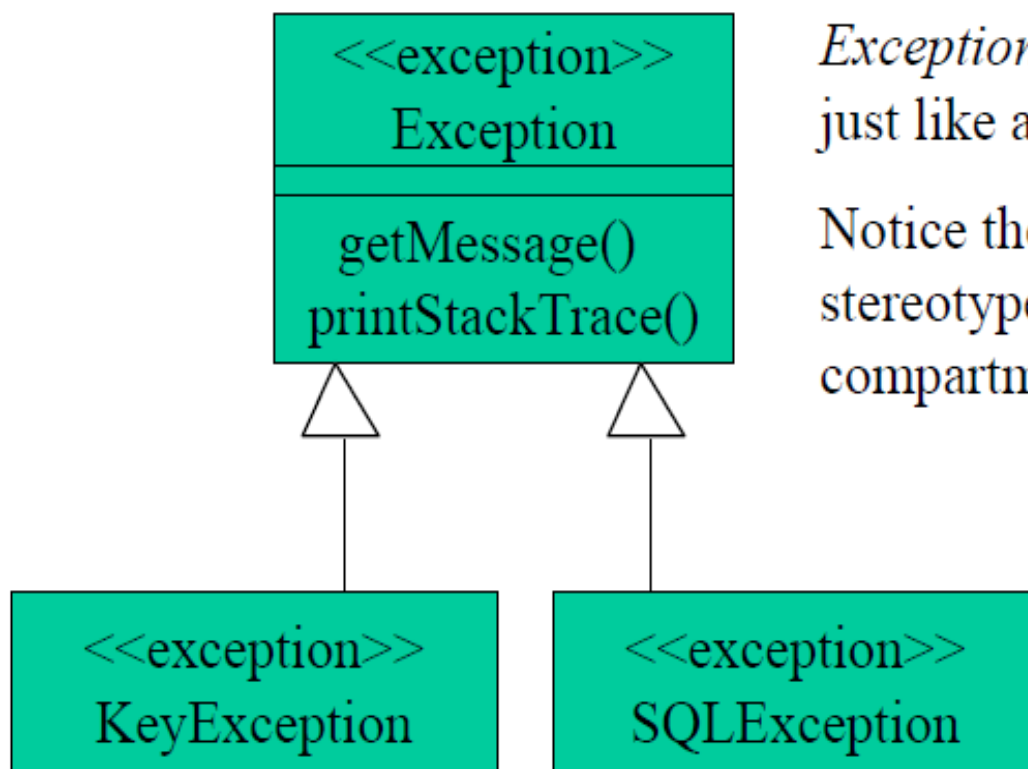 <<exception>>
Exception
getMessage()
printStackTrace()
Exception
just like a
Notice the
stereotype
compartm
<<exception>>
KeyException
<<exception>>
SQLException